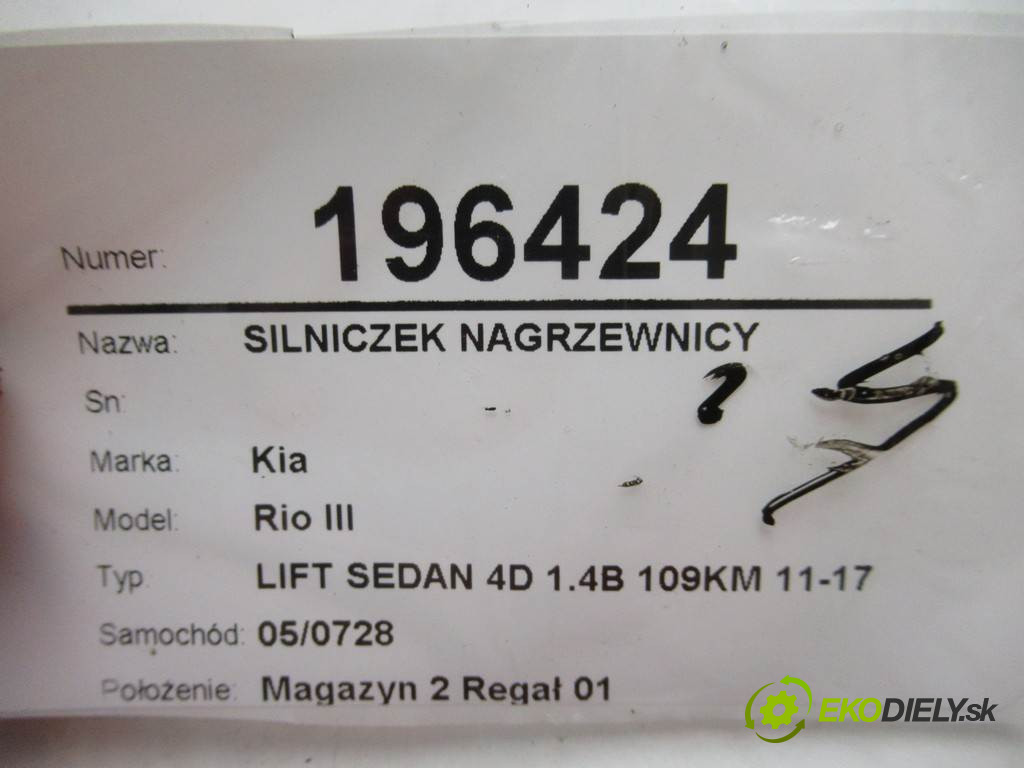 Numer: 196424
Nazwa: SILNICZEK NAGRZEWNICY
Sn:
Marka: Kia
Model: Rio III
Typ: LIFT SEDAN 4D 1.4B 109KM 11-17
Samochód: 05/0728
Położenie: Magazyn 2 Regał 01
EKODIELY.sk